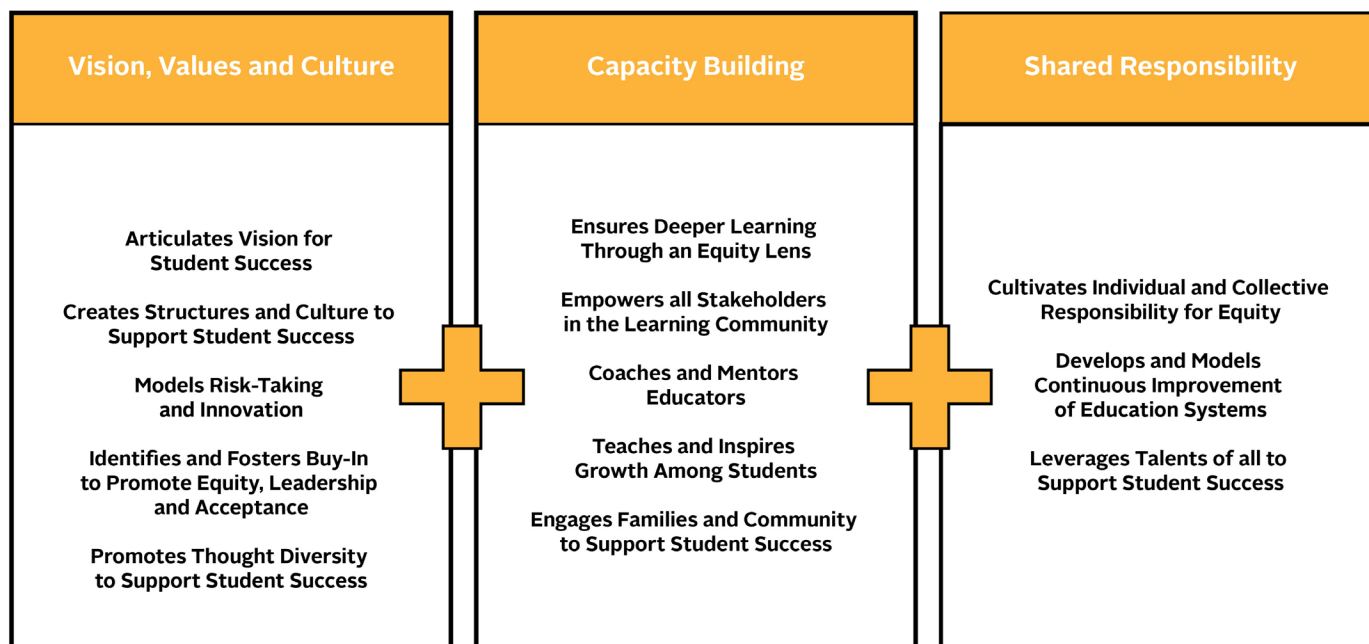 Vision, Values and Culture
Articulates Vision for
Student Success
Creates Structures and Culture to
Support Student Success
Models Risk-Taking
and Innovation
Identifies and Fosters Buy-In
to Promote Equity, Leadership
and Acceptance
Promotes Thought Diversity
to Support Student Success
Capacity Building
Ensures Deeper Learning
Through an Equity Lens
Empowers all Stakeholders
in the Learning Community
Coaches and Mentors
Educators
Teaches and Inspires
Growth Among Students
Engages Families and Community
to Support Student Success
Shared Responsibility
Cultivates Individual and Collective
Responsibility for Equity
Develops and Models
Continuous Improvement
of Education Systems
Leverages Talents of all to
Support Student Success